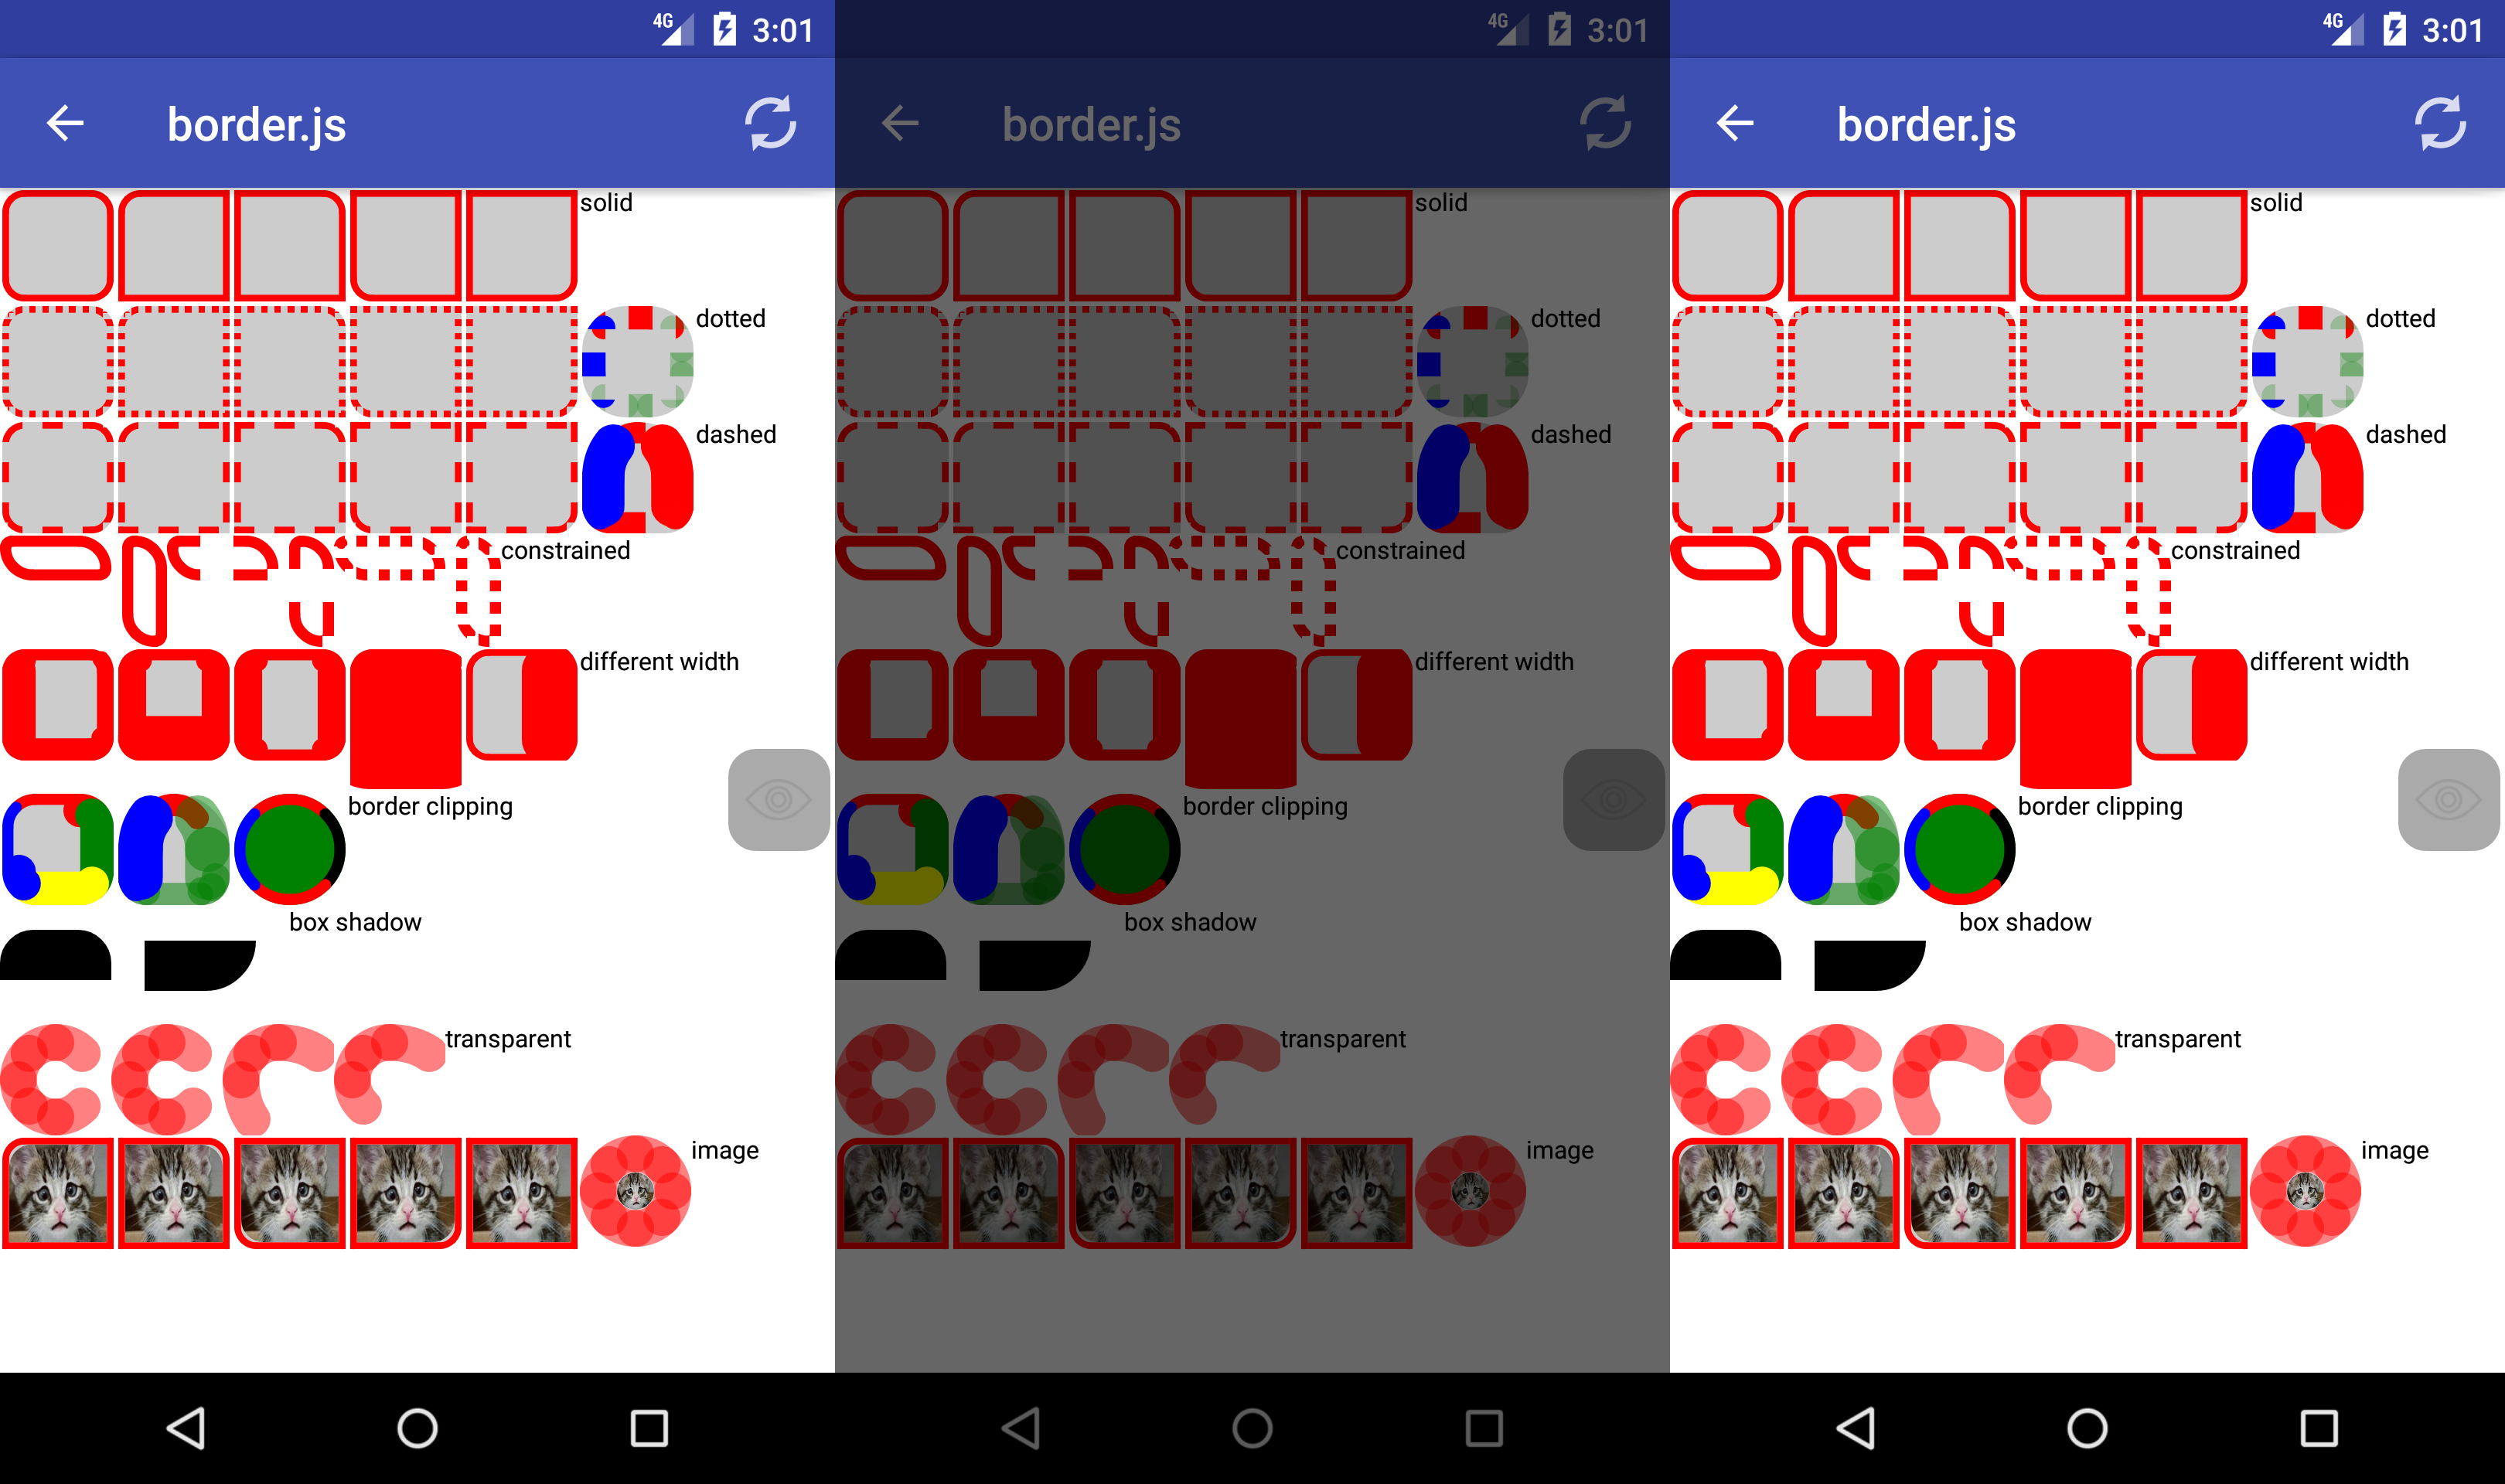 4G 3:01
border.js
solid
dotted
dashed
constrained
different width
border clipping
box shadow
transparent
image
4G 3:01
border.js
solid
dotted
dashed
constrained
different width
border clipping
box shadow
transparent
image
4G 3:01
border.js
solid
dotted
dashed
constrained
different width
border clipping
box shadow
transparent
image